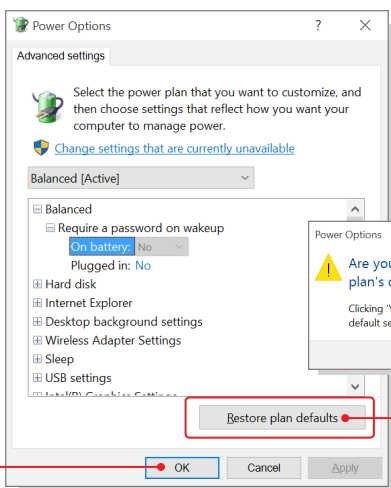 Power Options
Advanced settings
Select the power plan that you want to customize, and
then choose settings that reflect how you want your
computer to manage power.
Change settings that are currently unavailable
Balanced [Active]
Balanced
Require a password on wakeup
On battery: No
Plugged in: No
Hard disk
Internet Explorer
Desktop background settings
Wireless Adapter Settings
Sleep
USB settings
Intel(R) Graphics Settings
Power Options
Are you
plan's
Clicking
default
Restore plan defaults
OK Cancel Apply